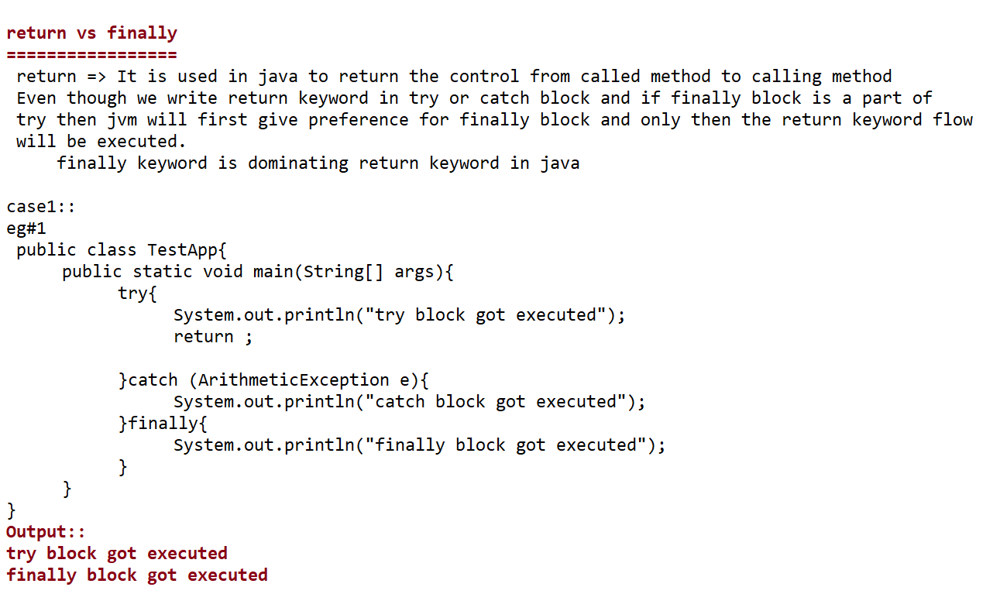 return vs finally
=================
return => It is used in java to return the control from called method to calling method
Even though we write return keyword in try or catch block and if finally block is a part of
try then jvm will first give preference for finally block and only then the return keyword flow
will be executed.
finally keyword is dominating return keyword in java
case1::
eg#1
public class TestApp{
public static void main(String[] args){
try{
System.out.println("try block got executed");
return ;
}catch (ArithmeticException e){
System.out.println("catch block got executed");
}finally{
System.out.println("finally block got executed");
}
}
}
Output::
try block got executed
finally block got executed